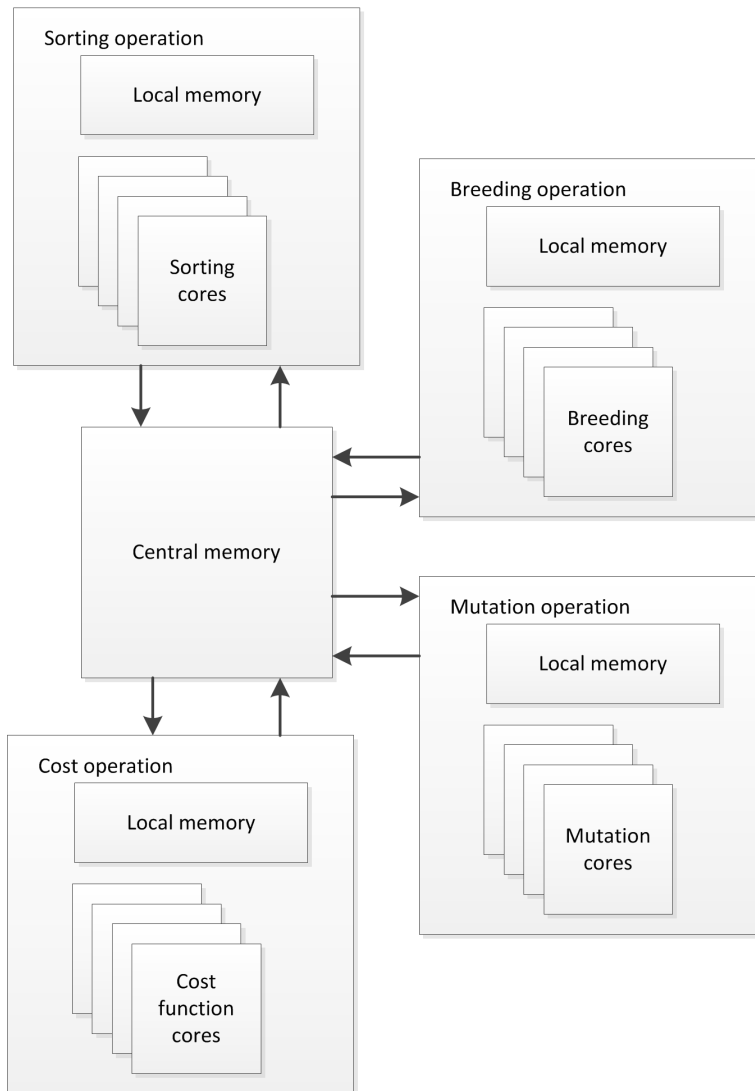 Sorting operation
Local memory
Sorting
cores
Breeding operation
Local memory
Breeding
cores
Central memory
Mutation operation
Local memory
Mutation
cores
Cost operation
Local memory
Cost
function
cores